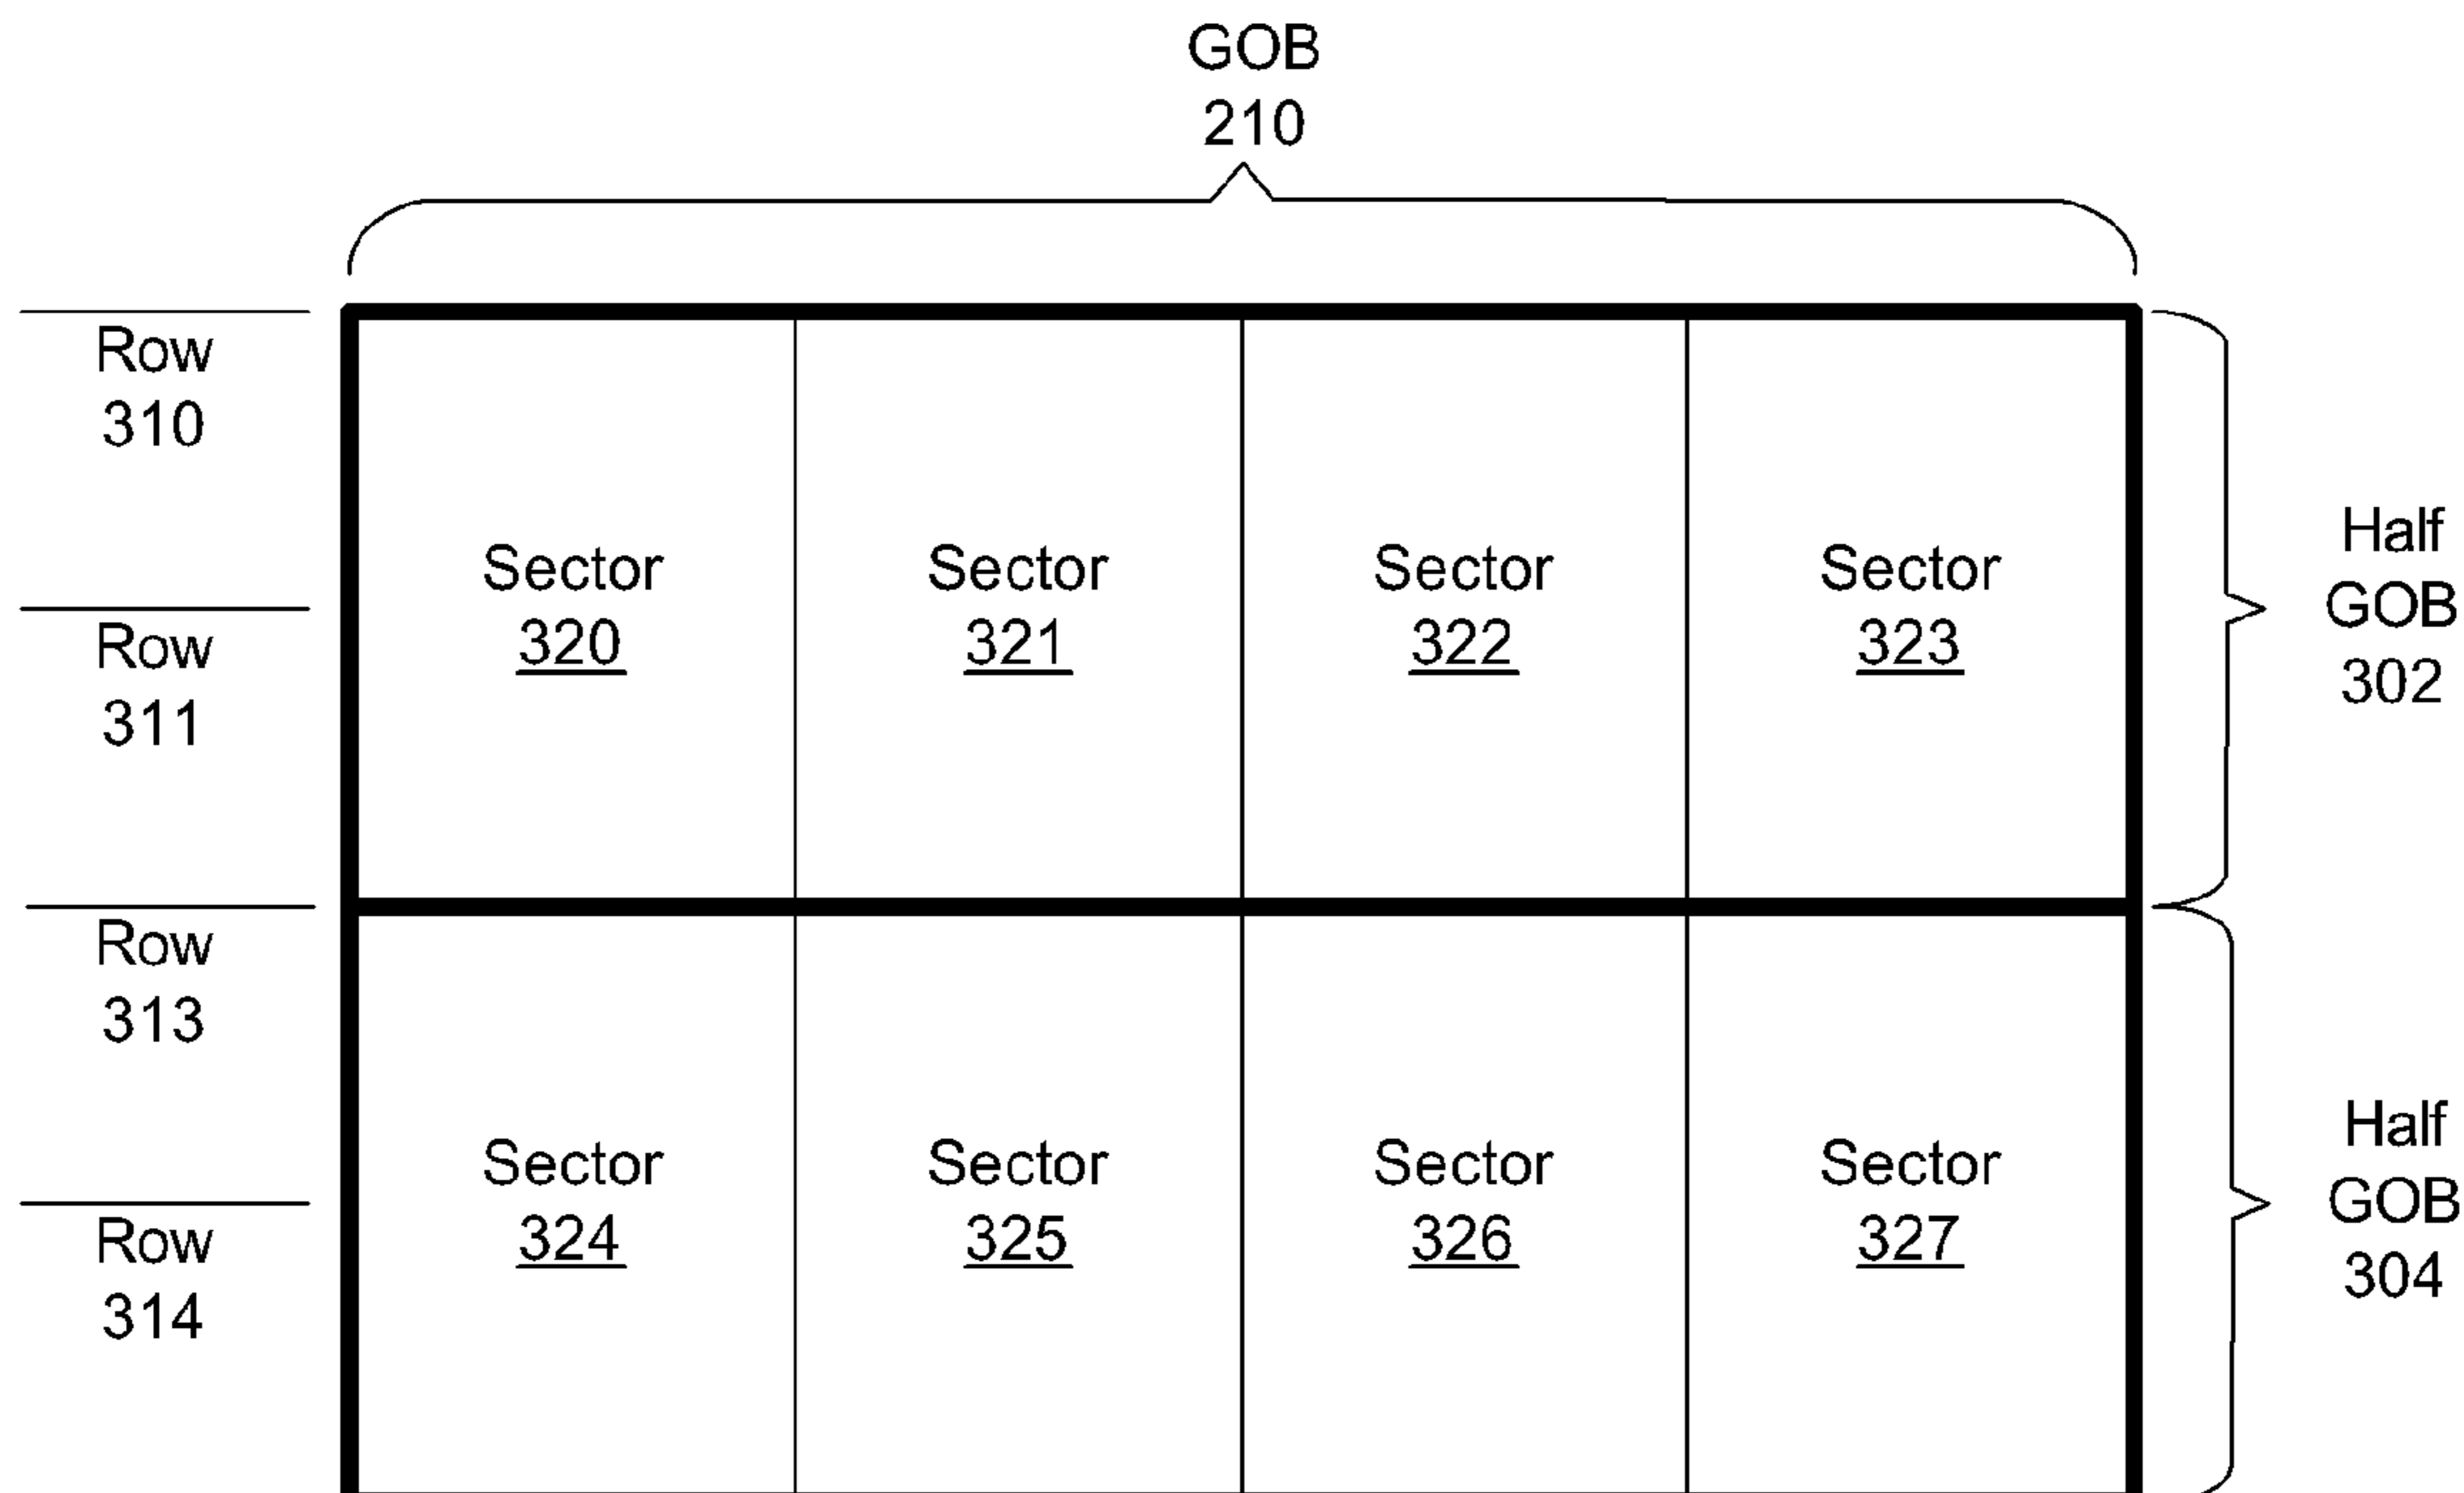 GOB
210
Row
310
Row
311
Row
313
Row
314
Sector
320
Sector
321
Sector
322
Sector
323
Sector
324
Sector
325
Sector
326
Sector
327
Half
GOB
302
Half
GOB
304